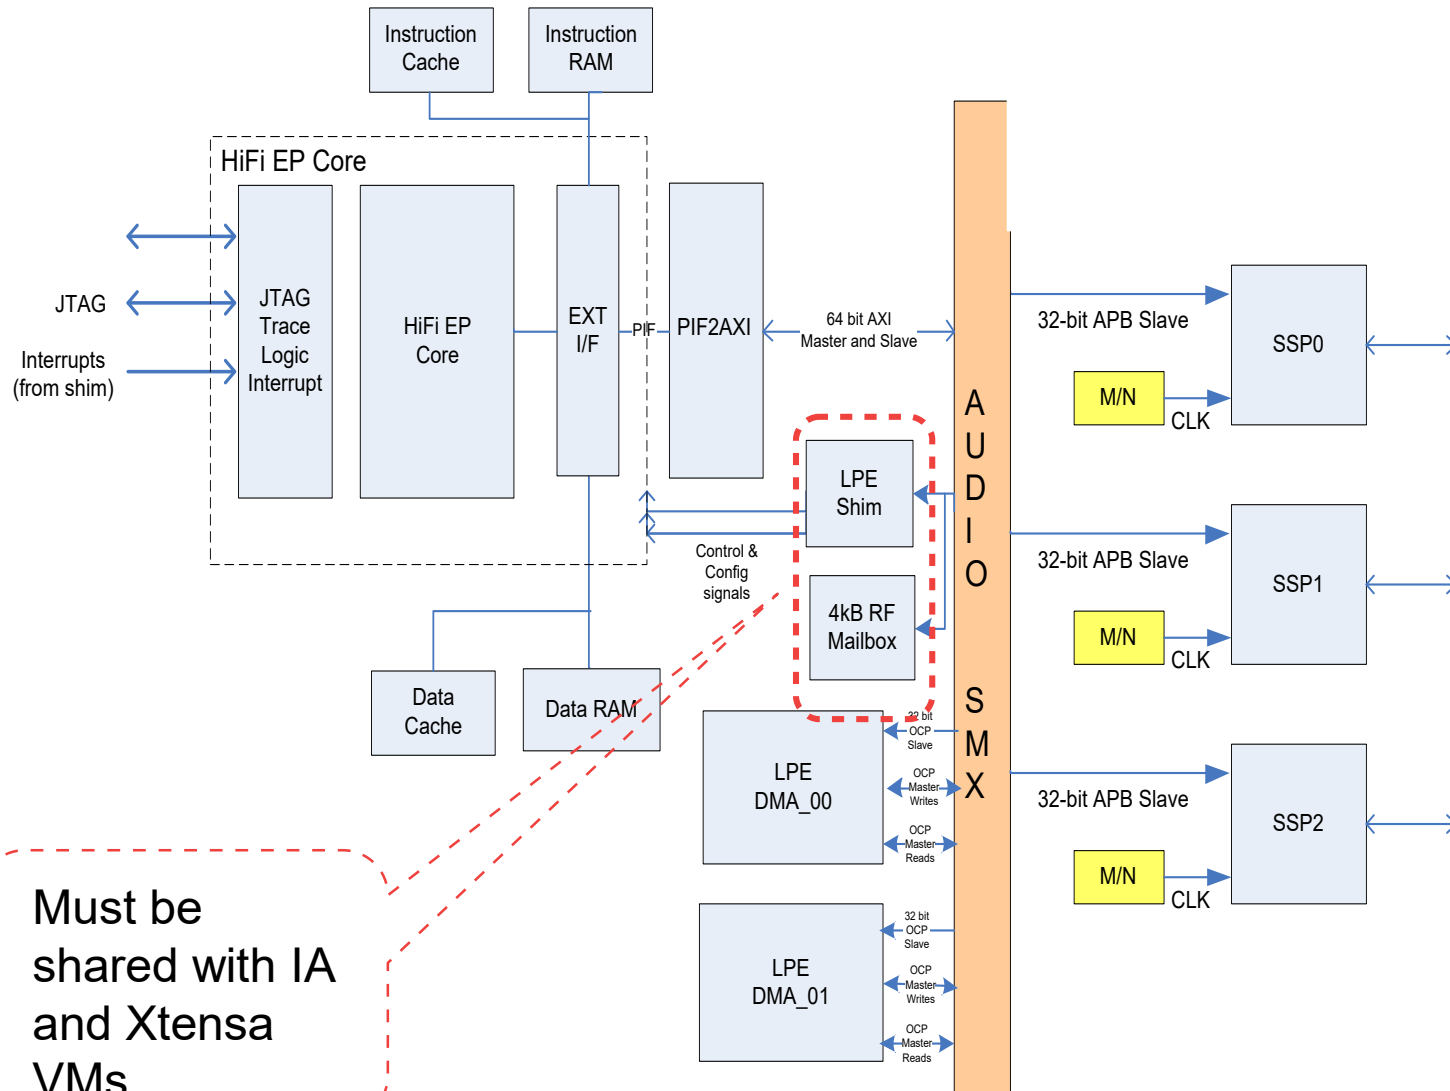 Instruction
Cache
Instruction
RAM
HiFi EP Core
JTAG
Interrupts
(from shim)
JTAG
Trace
Logic
Interrupt
HiFi EP
Core
EXT
I/F
PIF
PIF2AXI
64 bit AXI
Master and Slave
A
U
D
I
O
S
M
X
32-bit APB Slave
SSP0
M/N
CLK
LPE
Shim
Control &
Config
signals
4kB RF
Mailbox
32-bit APB Slave
SSP1
M/N
CLK
Data
Cache
Data RAM
LPE
DMA_00
32 bit
OCP
Slave
OCP
Master
Writes
OCP
Master
Reads
32-bit APB Slave
SSP2
M/N
CLK
LPE
DMA_01
32 bit
OCP
Slave
OCP
Master
Writes
OCP
Master
Reads
Must be
shared with IA
and Xtensa
VMs